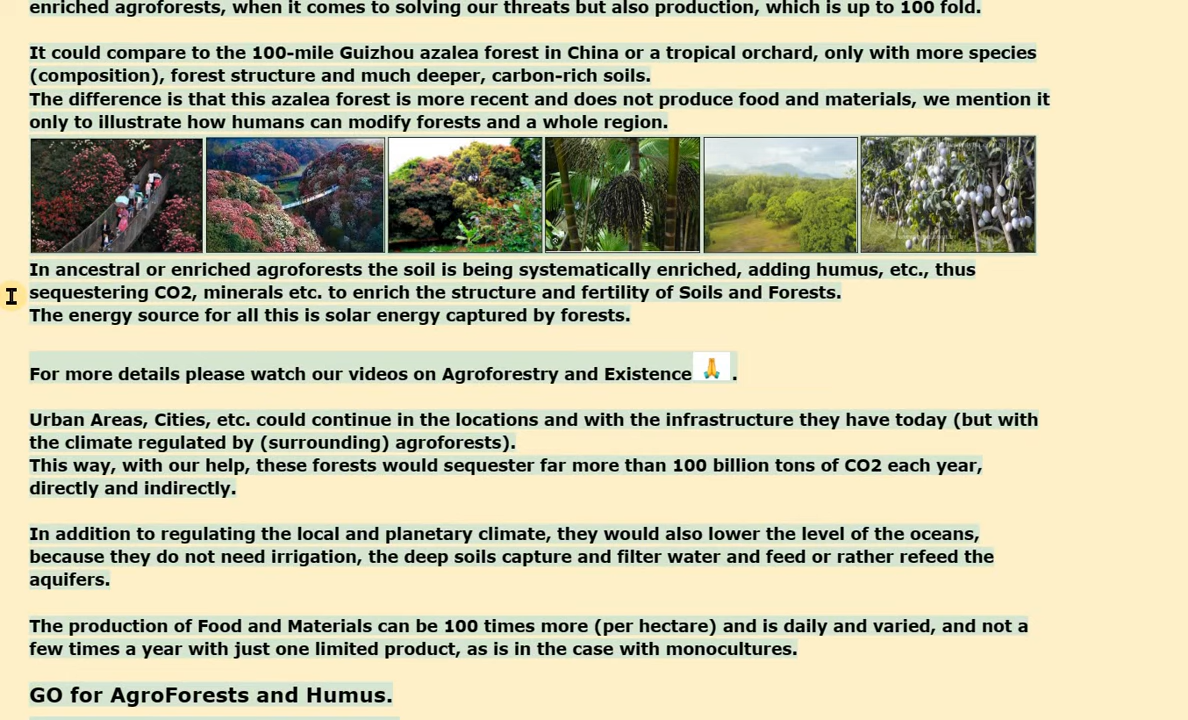 enriched agroforests, when it comes to solving our threats but also production, which is up to 100 fold.
It could compare to the 100-mile Guizhou azalea forest in China or a tropical orchard, only with more species
(composition), forest structure and much deeper, carbon-rich soils.
The difference is that this azalea forest is more recent and does not produce food and materials, we mention it
only to illustrate how humans can modify forests and a whole region.
In ancestral or enriched agroforests the soil is being systematically enriched, adding humus, etc., thus
sequestering CO2, minerals etc. to enrich the structure and fertility of Soils and Forests.
The energy source for all this is solar energy captured by forests.
For more details please watch our videos on Agroforestry and Existence🙏.
Urban Areas, Cities, etc. could continue in the locations and with the infrastructure they have today (but with
the climate regulated by (surrounding) agroforests).
This way, with our help, these forests would sequester far more than 100 billion tons of CO2 each year,
directly and indirectly.
In addition to regulating the local and planetary climate, they would also lower the level of the oceans,
because they do not need irrigation, the deep soils capture and filter water and feed or rather refeed the
aquifers.
The production of Food and Materials can be 100 times more (per hectare) and is daily and varied, and not a
few times a year with just one limited product, as is in the case with monocultures.
GO for AgroForests and Humus.